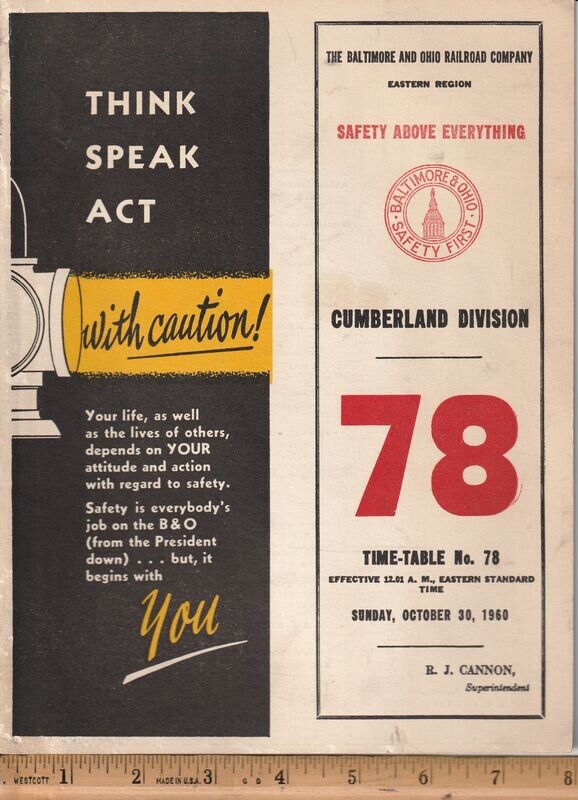 THINK
SPEAK
ACT
with caution!
Your life, as well
as the lives of others,
depends on YOUR
attitude and action
with regard to safety.
Safety is everybody's
job on the B & O
(from the President
down) . . . but, it
begins with
You
THE BALTIMORE AND OHIO RAILROAD COMPANY
EASTERN REGION
SAFETY ABOVE EVERYTHING
BALTIMORE & OHIO
SAFETY FIRST
CUMBERLAND DIVISION
78
TIME-TABLE No. 78
EFFECTIVE 12.01 A. M., EASTERN STANDARD
TIME
SUNDAY, OCTOBER 30, 1960
R. J. CANNON,
Superintendent
WESTCOTT 1 2 MADE IN U.S.A. 3 G D 4 5 6 7 8